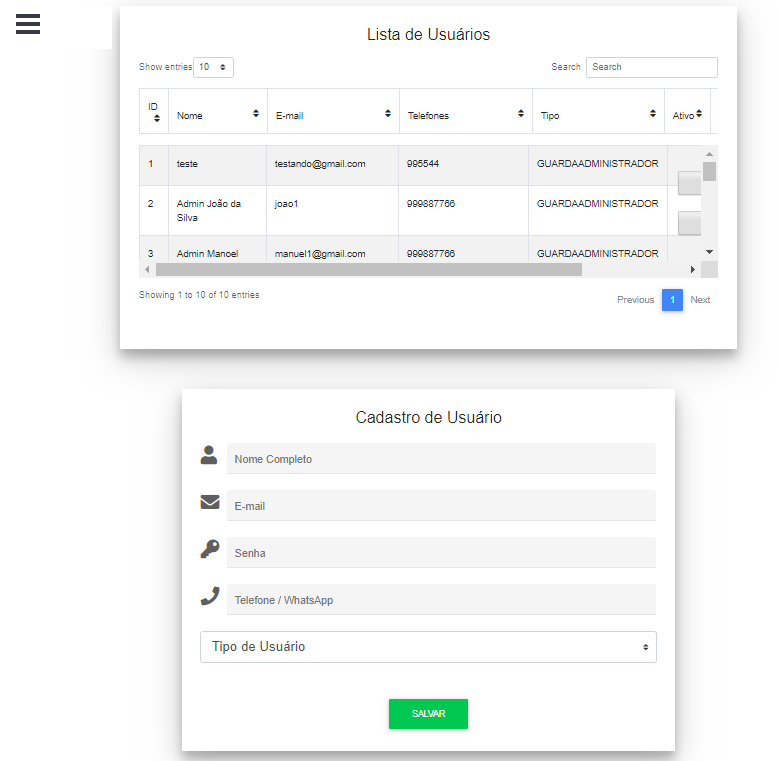 Lista de Usuários
Show entries 10 Search Search
ID Nome E-mail Telefones Tipo Ativo
1 teste testando@gmail.com 995544 GUARDAADMINISTRADOR
2 Admin João da Silva joao1 999887766 GUARDAADMINISTRADOR
3 Admin Manoel manuel1@gmail.com 999887766 GUARDAADMINISTRADOR
Showing 1 to 10 of 10 entries
Previous 1 Next
Cadastro de Usuário
Nome Completo
E-mail
Senha
Telefone / WhatsApp
Tipo de Usuário
SALVAR